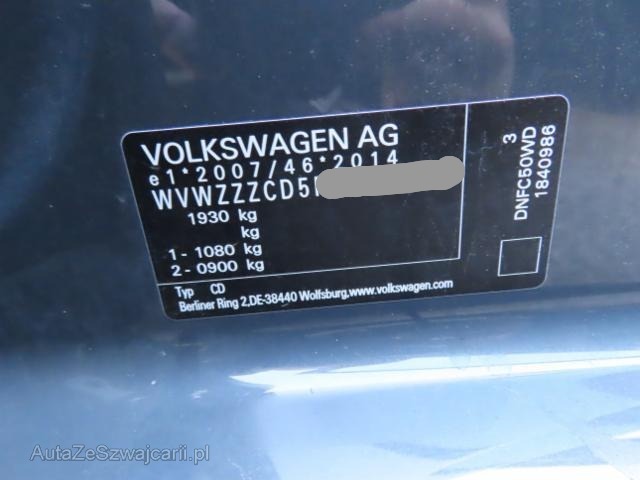 VOLKSWAGEN AG
e1*2007/46*2014
WVWZZZCD5
1930 kg
kg
1 - 1080 kg
2 - 0900 kg
Typ CD
Berliner Ring 2,DE-38440 Wolfsburg,www.volkswagen.com
3
DNFC50WD
1840986
AutaZeSzwajcarii.pl